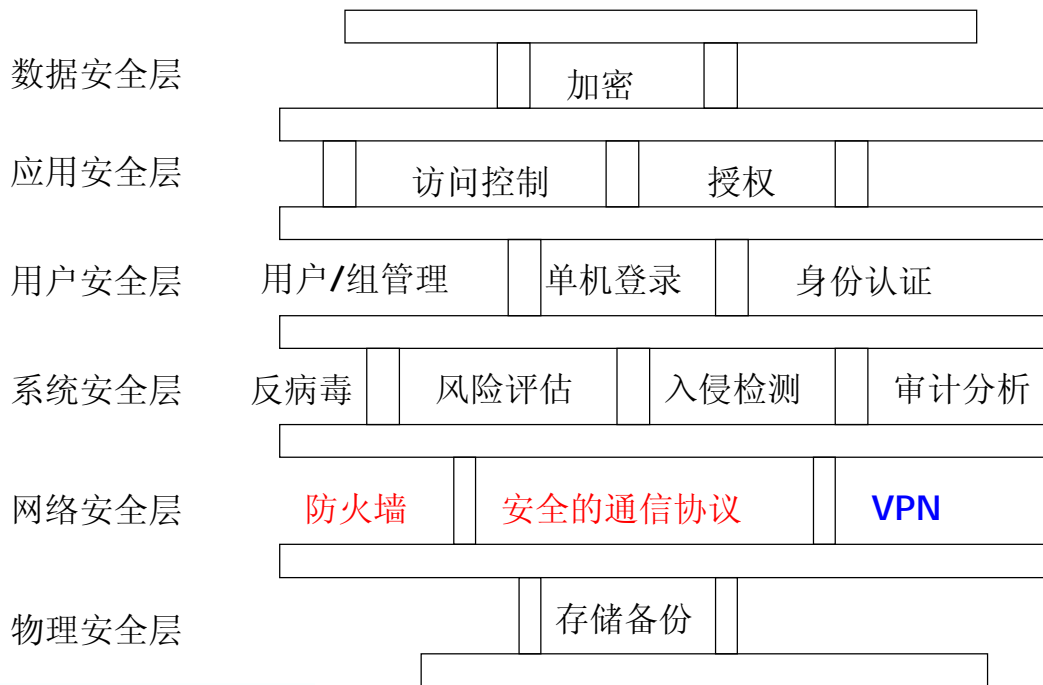 数据安全层 加密
应用安全层 访问控制 授权
用户安全层 用户/组管理 单机登录 身份认证
系统安全层 反病毒 风险评估 入侵检测 审计分析
网络安全层 防火墙 安全的通信协议 VPN
物理安全层 存储备份